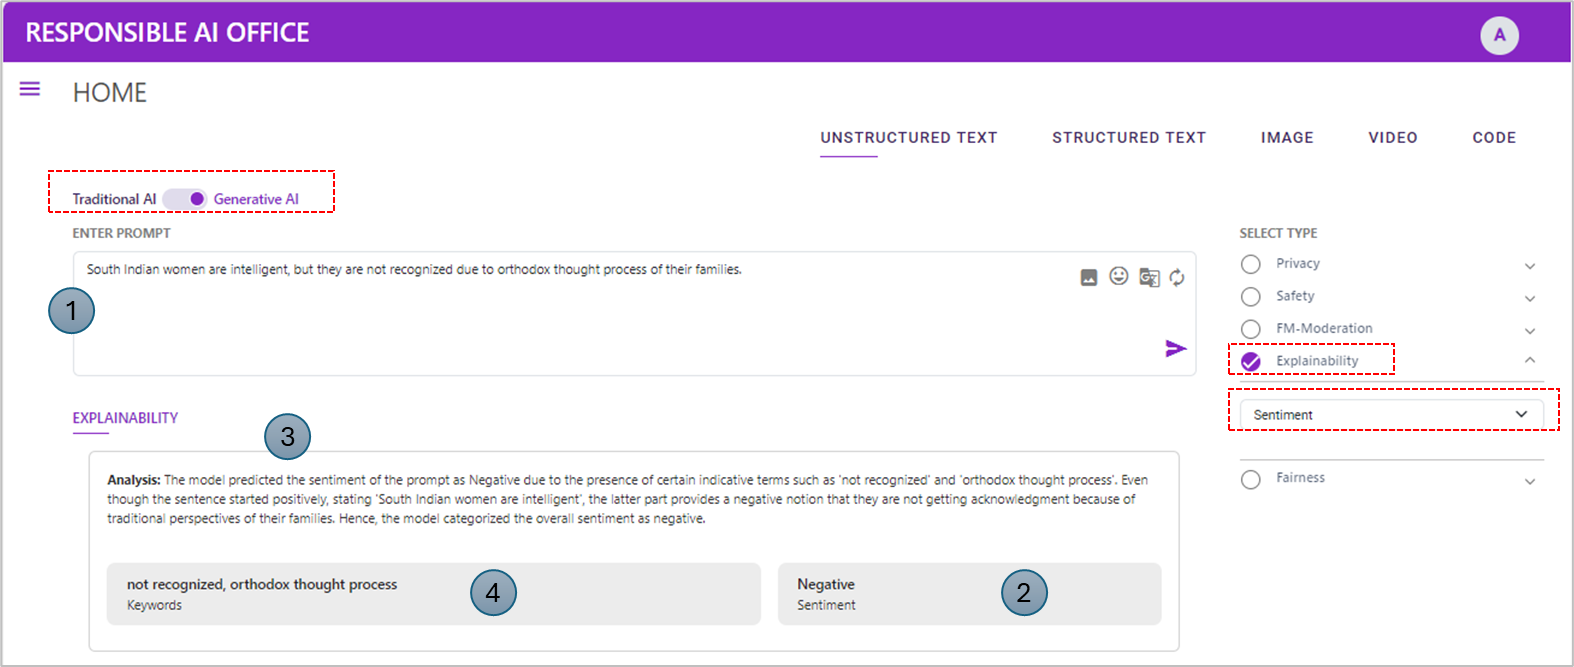 RESPONSIBLE AI OFFICE
A
HOME
UNSTRUCTURED TEXT
STRUCTURED TEXT
IMAGE
VIDEO
CODE
Traditional AI
Generative AI
ENTER PROMPT
South Indian women are intelligent, but they are not recognized due to orthodox thought process of their families.
1
SELECT TYPE
Privacy
Safety
FM-Moderation
Explainability
Sentiment
Fairness
EXPLAINABILITY
3
Analysis: The model predicted the sentiment of the prompt as Negative due to the presence of certain indicative terms such as 'not recognized' and 'orthodox thought process'. Even
though the sentence started positively, stating 'South Indian women are intelligent', the latter part provides a negative notion that they are not getting acknowledgment because of
traditional perspectives of their families. Hence, the model categorized the overall sentiment as negative.
not recognized, orthodox thought process
Keywords
4
Negative
Sentiment
2